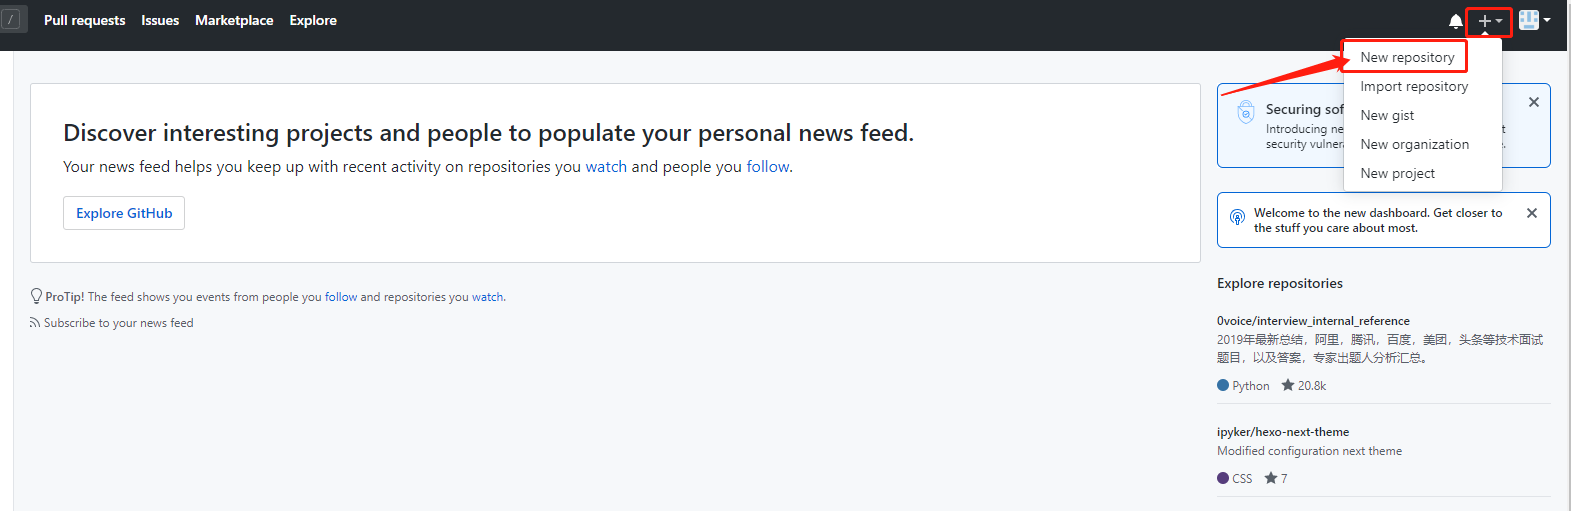 /
Pull requests Issues Marketplace Explore
New repository
Import repository
New gist
New organization
New project
Discover interesting projects and people to populate your personal news feed.
Your news feed helps you keep up with recent activity on repositories you watch and people you follow.
Explore GitHub
ProTip! The feed shows you events from people you follow and repositories you watch.
Subscribe to your news feed
Securing
Introducing
security
Welcome to the new dashboard. Get closer to
the stuff you care about most.
Explore repositories
0voice/interview_internal_reference
2019年最新总结，阿里，腾讯，百度，美团，头条等技术面试
题目，以及答案，专家出题人分析汇总。
Python 20.8k
ipyker/hexo-next-theme
Modified configuration next theme
CSS 7